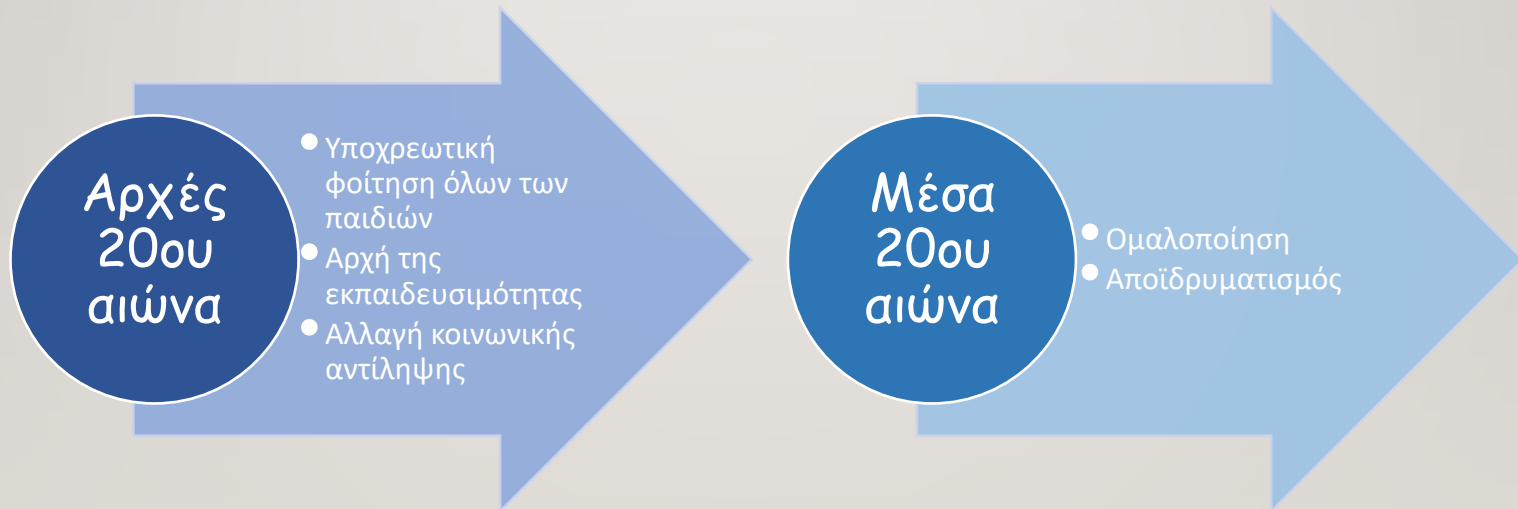 Αρχές
20ου
αιώνα
• Υποχρεωτική
φοίτηση όλων των
παιδιών
• Αρχή της
εκπαιδευσιμότητας
• Αλλαγή κοινωνικής
αντίληψης
Μέσα
20ου
αιώνα
• Ομαλοποίηση
• Αποϊδρυματισμός